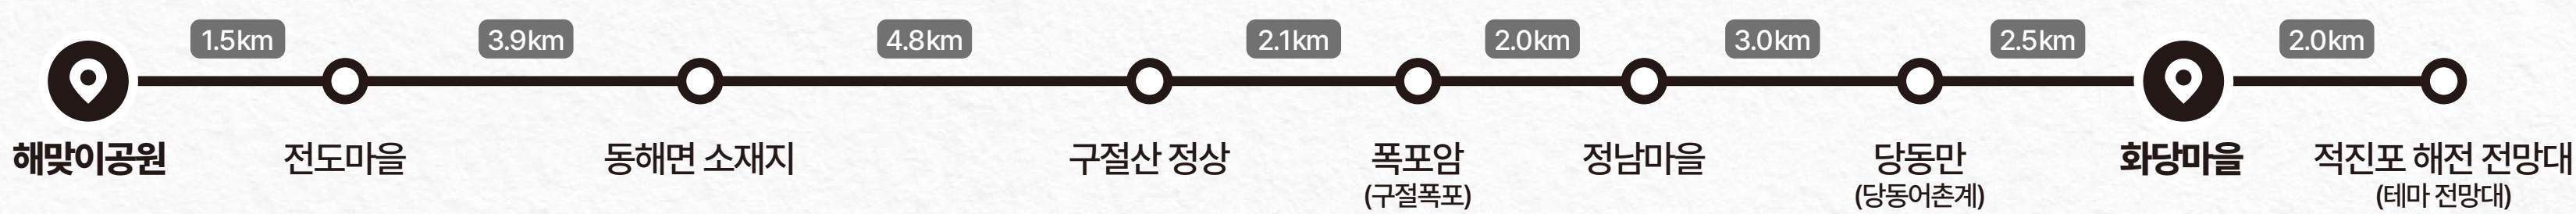 1.5km
3.9km
4.8km
2.1km
2.0km
3.0km
2.5km
2.0km
해맞이공원
전도마을
동해면 소재지
구절산 정상
폭포암
(구절폭포)
정남마을
당동만
(당동어촌계)
화당마을
적진포 해전 전망대
(테마 전망대)